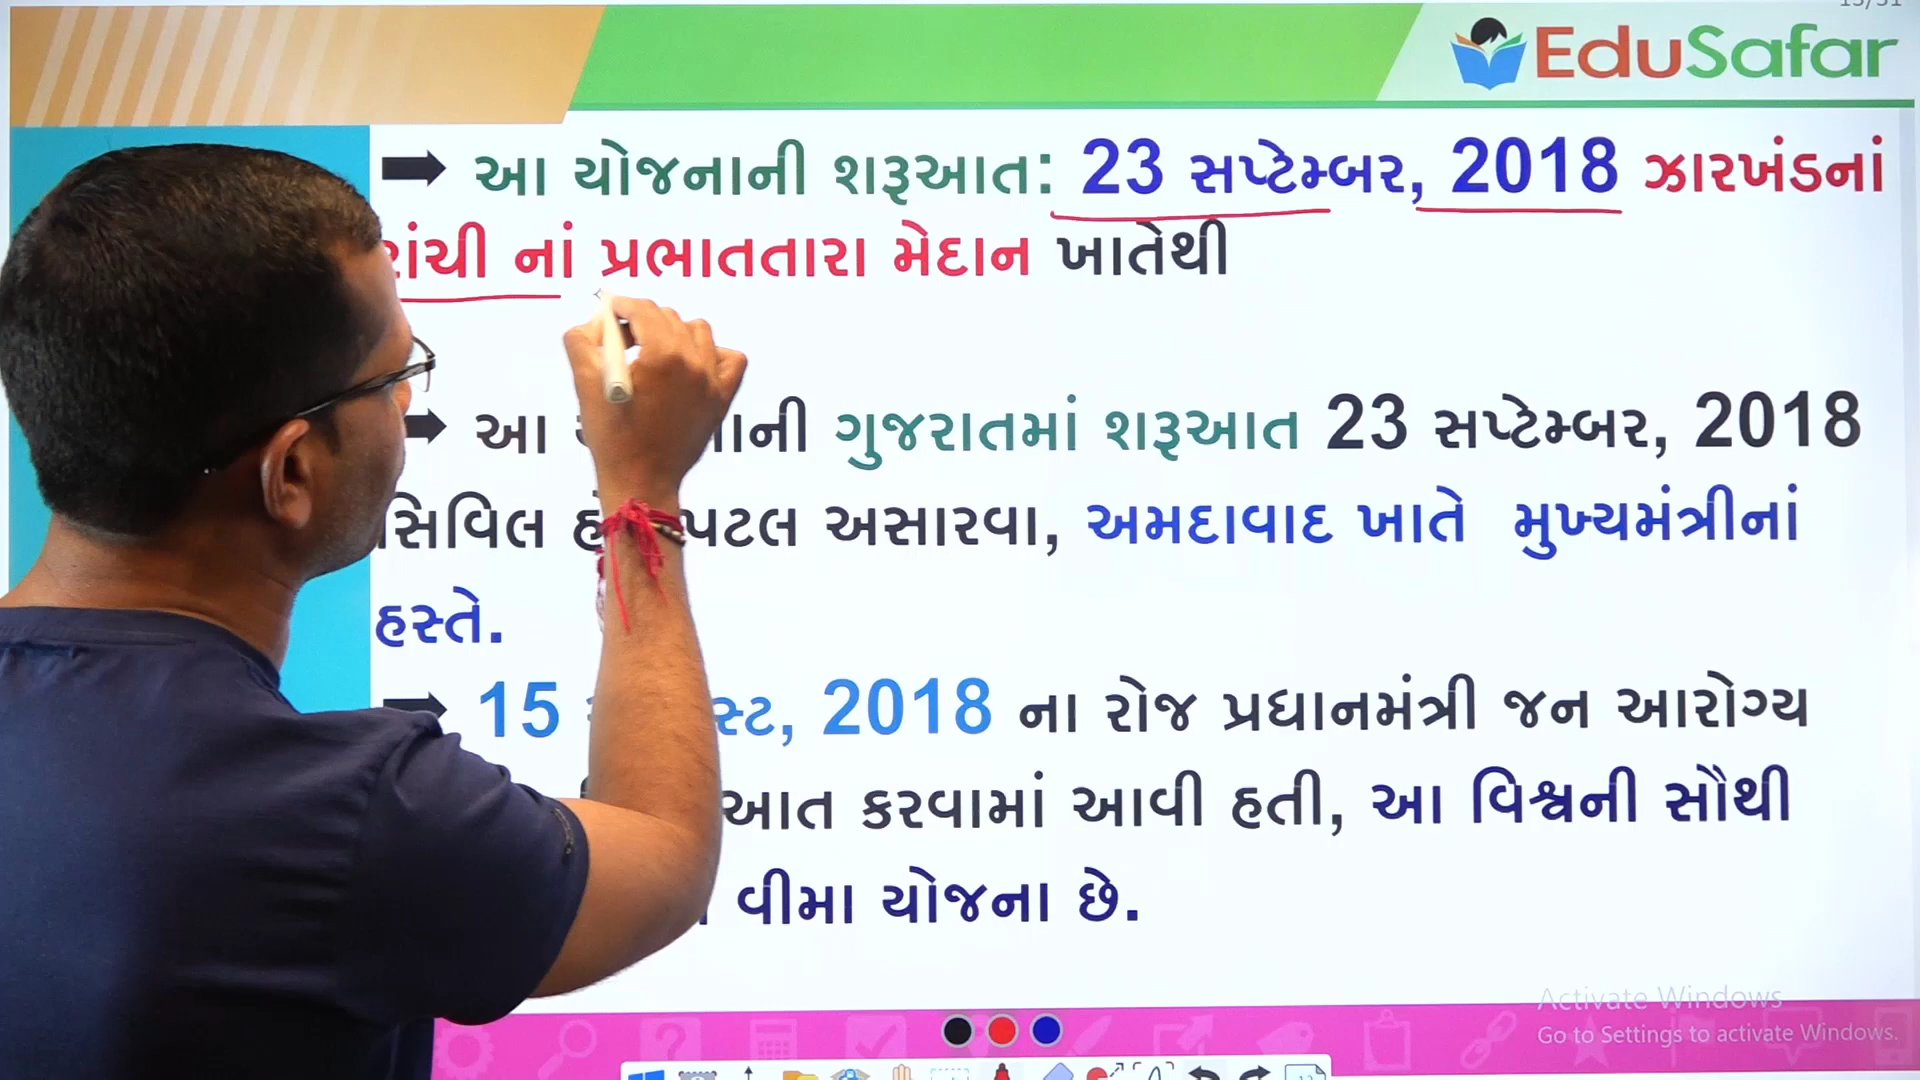 EduSafar
આ યોજનાની શરૂઆત: 23 સપ્ટેમ્બર, 2018 ઝારખંડનાં
રાંચી નાં પ્રભાતતારા મેદાન ખાતેથી
આ ગુજરાતમાં શરૂઆત 23 સપ્ટેમ્બર, 2018
સિવિલ અસારવા, અમદાવાદ ખાતે મુખ્યમંત્રીનાં
હસ્તે.
15 2018 ના રોજ પ્રધાનમંત્રી જન આરોગ્ય
કરવામાં આવી હતી, આ વિશ્વની સૌથી
વીમા યોજના છે.
Activate Windows
Go to Settings to activate Windows.